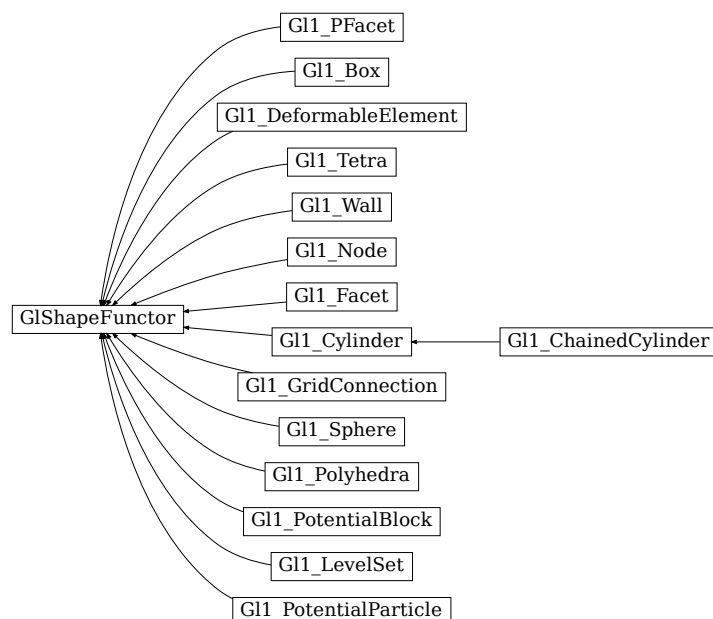 Gl1_PFacet
Gl1_Box
Gl1_DeformableElement
Gl1_Tetra
Gl1_Wall
Gl1_Node
Gl1_Facet
GlShapeFunctor
Gl1_Cylinder
Gl1_ChainedCylinder
Gl1_GridConnection
Gl1_Sphere
Gl1_Polyhedra
Gl1_PotentialBlock
Gl1_LevelSet
Gl1_PotentialParticle